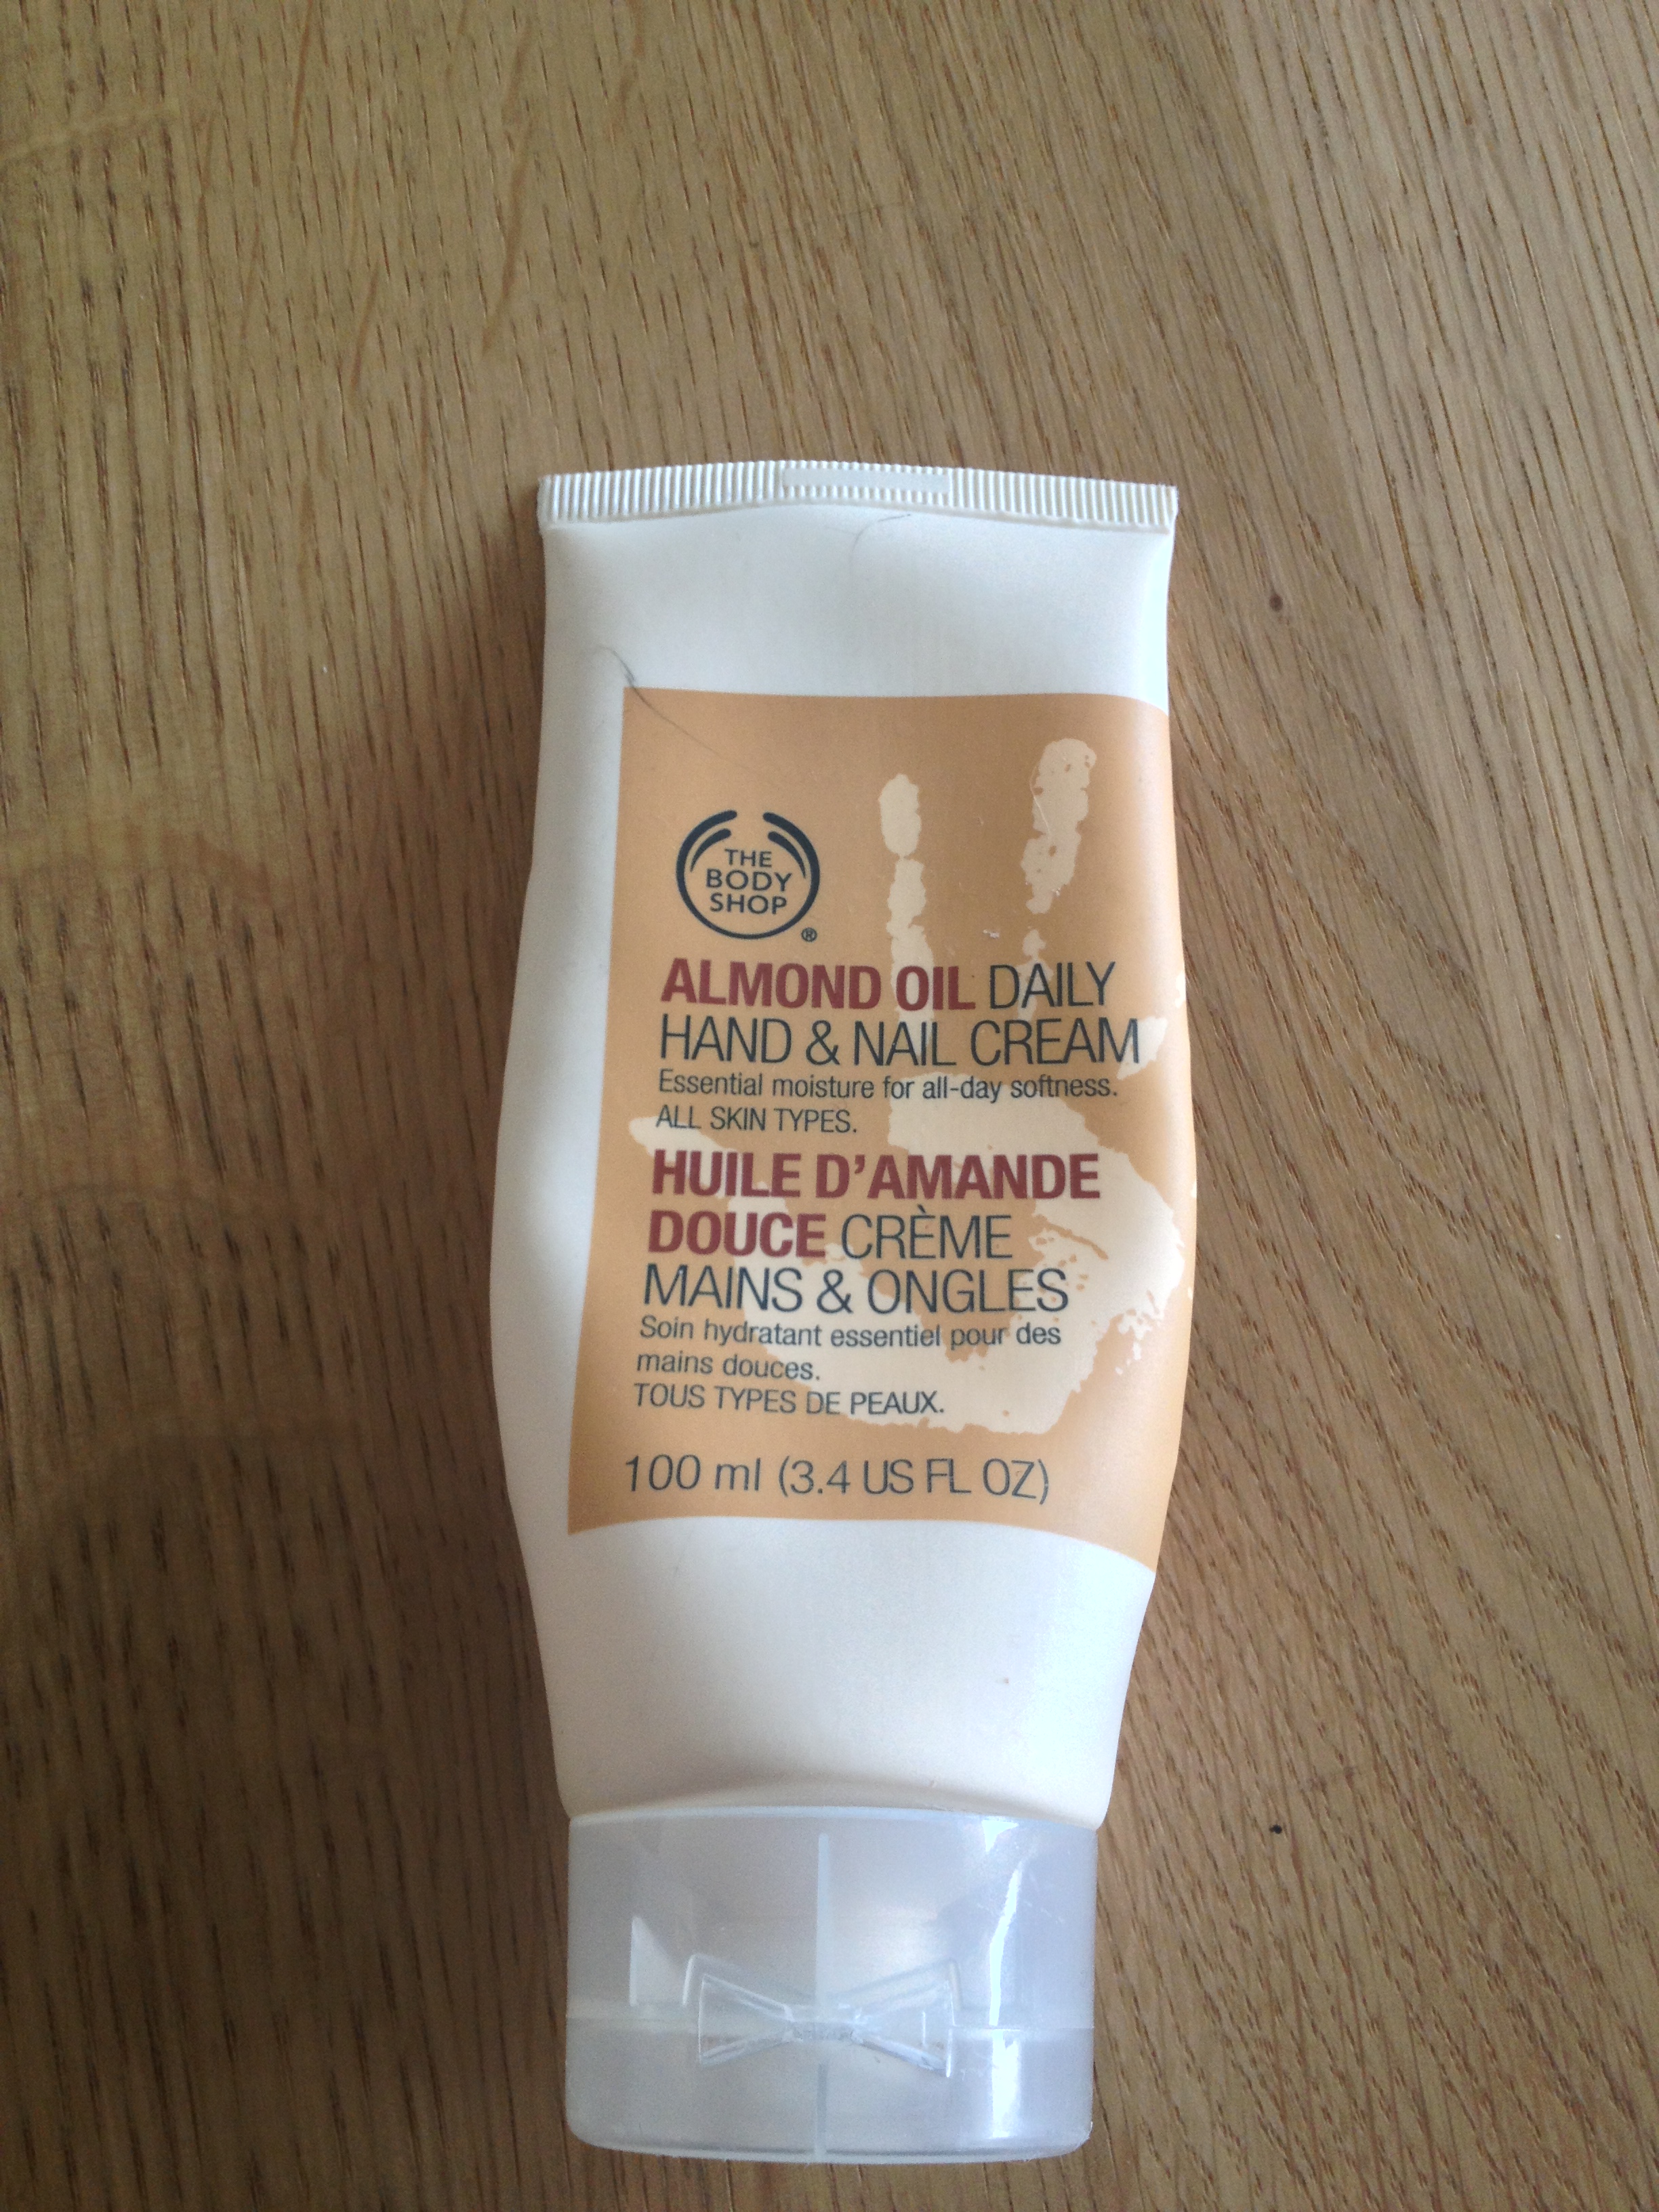 THE
BODY
SHOP
®
ALMOND OIL DAILY
HAND & NAIL CREAM
Essential moisture for all-day softness.
ALL SKIN TYPES.
HUILE D'AMANDE
DOUCE CRÈME
MAINS & ONGLES
Soin hydratant essentiel pour des
mains douces.
TOUS TYPES DE PEAUX.
100 ml (3.4 US FL OZ)